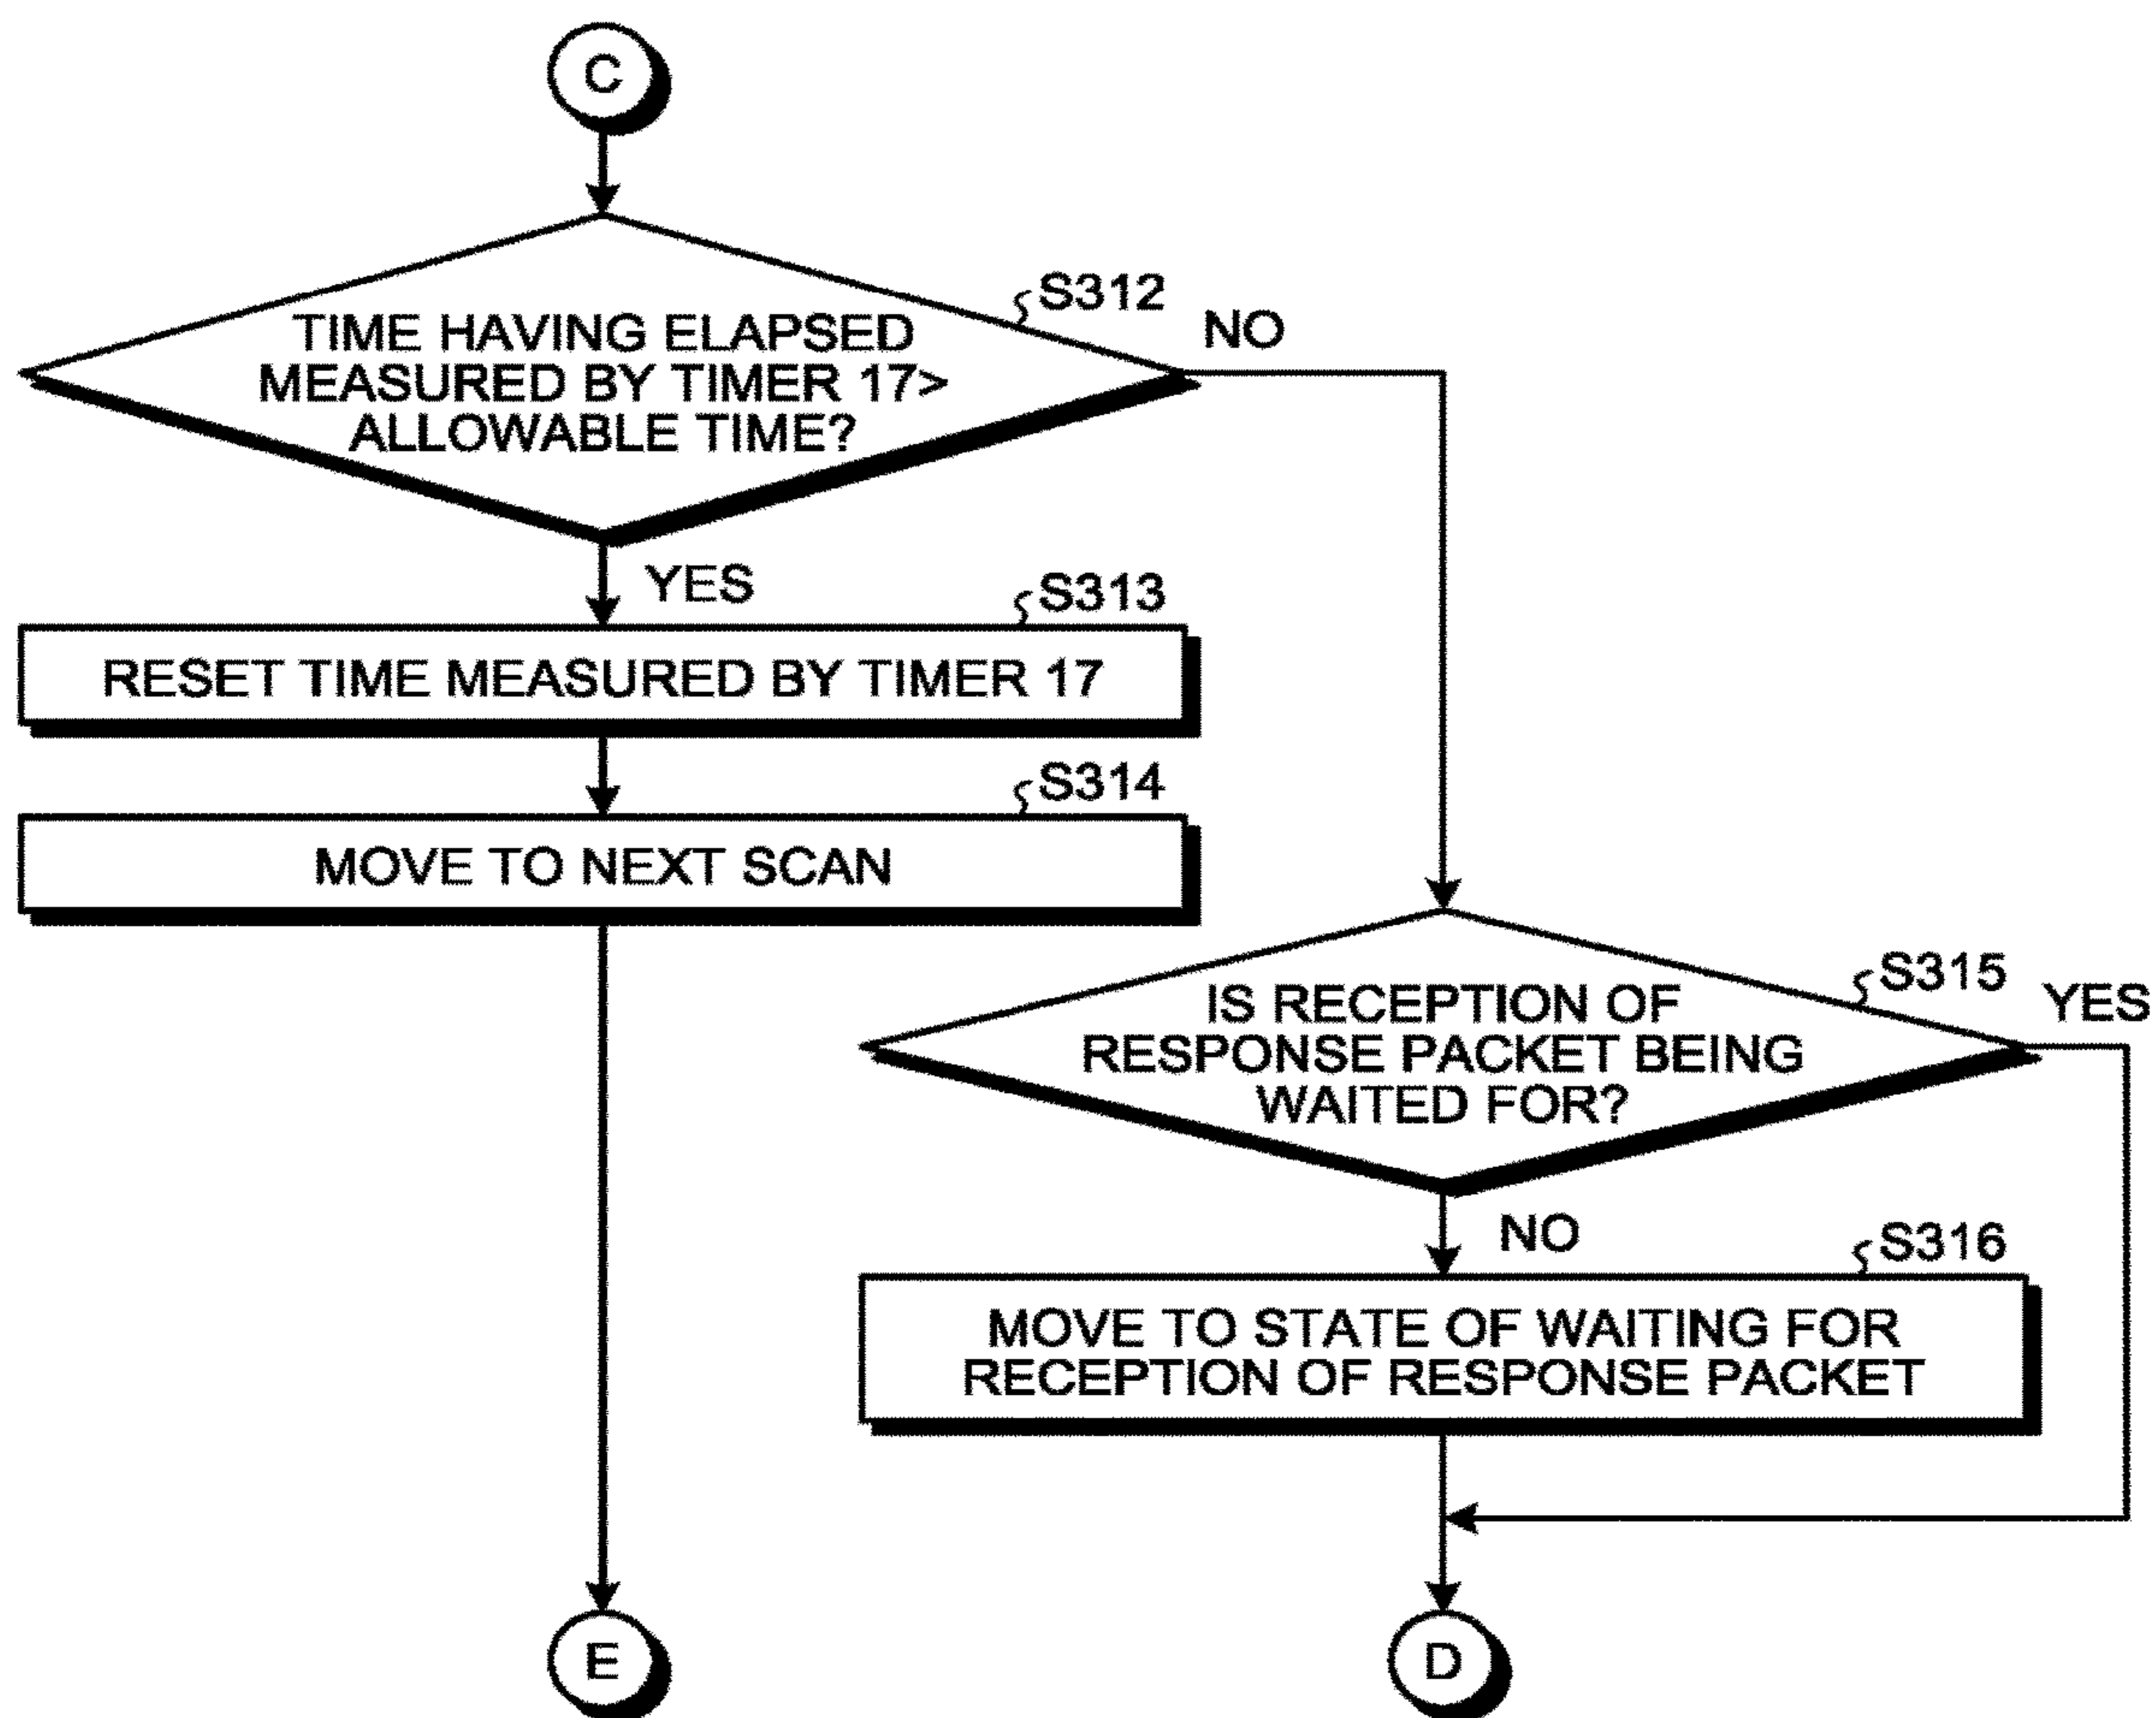 C
S312
NO
TIME HAVING ELAPSED
MEASURED BY TIMER 17>
ALLOWABLE TIME?
YES
S313
RESET TIME MEASURED BY TIMER 17
S314
MOVE TO NEXT SCAN
S315
YES
IS RECEPTION OF
RESPONSE PACKET BEING
WAITED FOR?
NO
S316
MOVE TO STATE OF WAITING FOR
RECEPTION OF RESPONSE PACKET
E
D